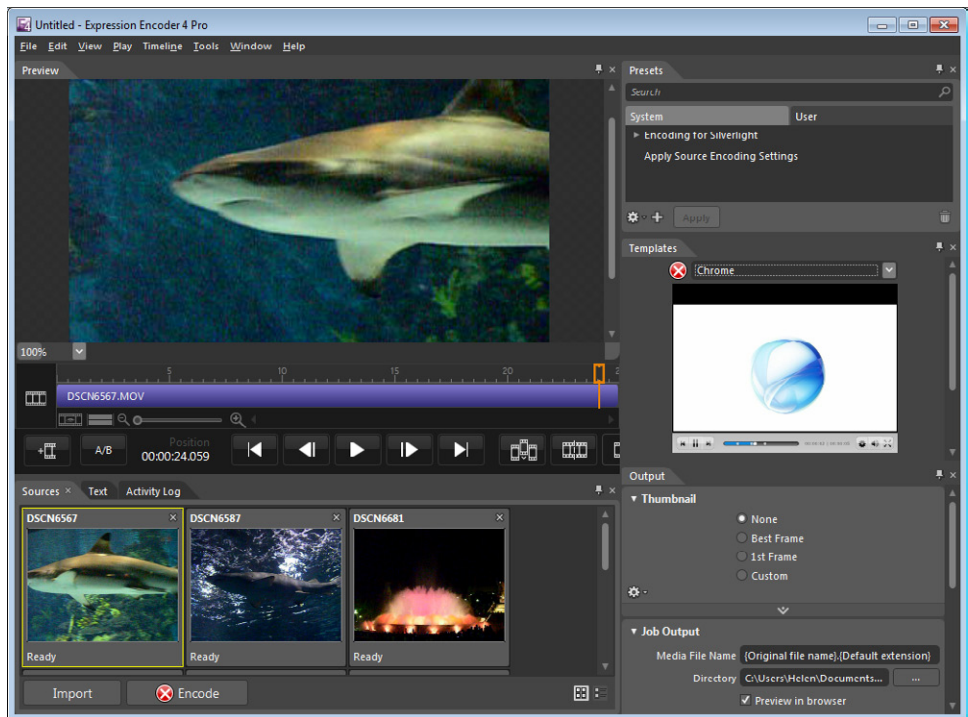 Untitled - Expression Encoder 4 Pro
File Edit View Play Timeline Tools Window Help
Preview
100%
5 10 15 20 2
DSCN6567.MOV
A/B
Position
00:00:24.059
Sources × Text Activity Log
DSCN6567 DSCN6587 DSCN6681
Ready Ready Ready
Import Encode
Presets
Search
System User
Encoding for Silverlight
Apply Source Encoding Settings
Apply
Templates
Chrome
Output
Thumbnail
None
Best Frame
1st Frame
Custom
Job Output
Media File Name {Original file name}.{Default extension}
Directory C:\Users\Helen\Documents... ...
Preview in browser